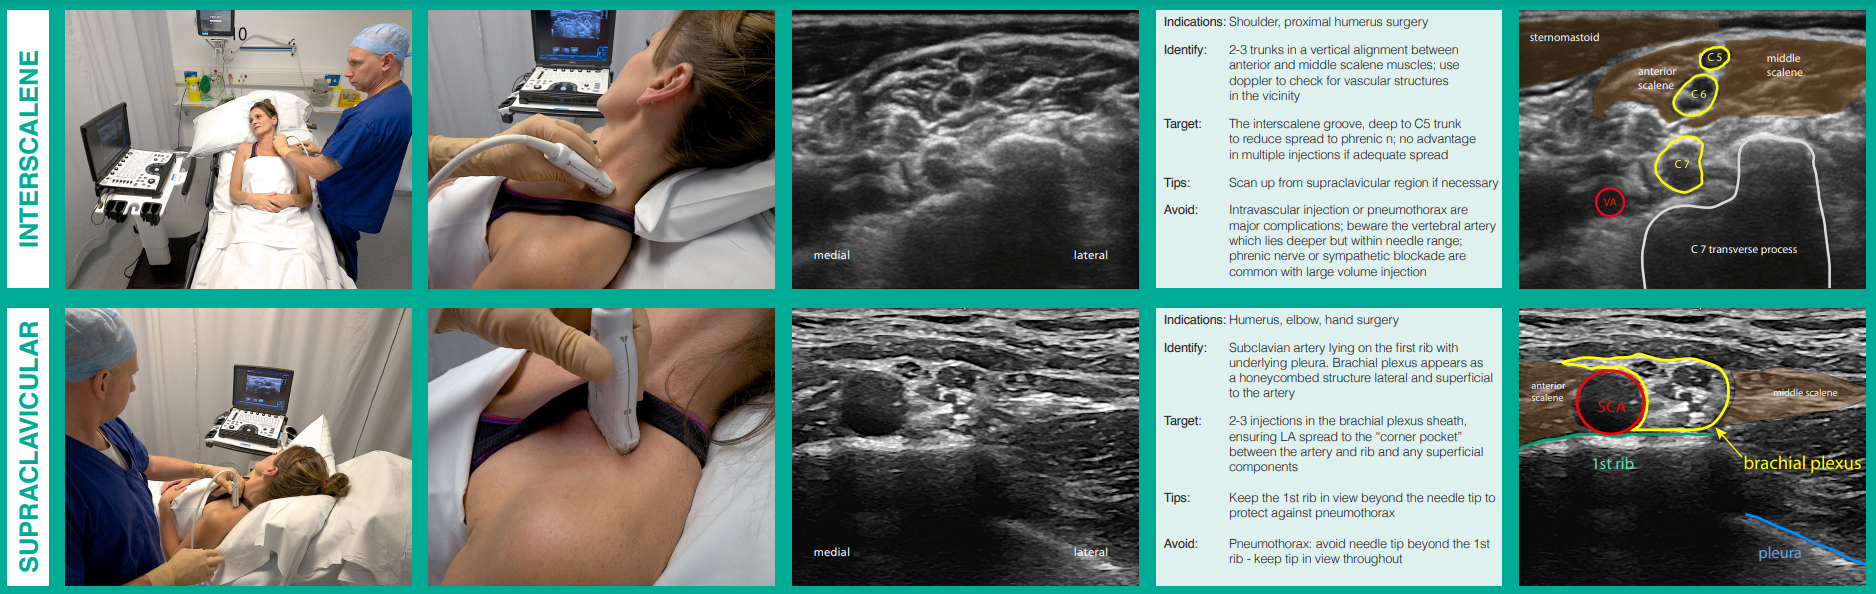 INTERSCALENE
10
medial
lateral
Indications: Shoulder, proximal humerus surgery
Identify: 2-3 trunks in a vertical alignment between
anterior and middle scalene muscles; use
doppler to check for vascular structures
in the vicinity
Target: The interscalene groove, deep to C5 trunk
to reduce spread to phrenic n; no advantage
in multiple injections if adequate spread
Tips: Scan up from supraclavicular region if necessary
Avoid: Intravascular injection or pneumothorax are
major complications; beware the vertebral artery
which lies deeper but within needle range;
phrenic nerve or sympathetic blockade are
common with large volume injection
sternomastoid
C 5
middle
scalene
anterior
scalene
C 6
C 7
VA
C 7 transverse process
SUPRACLAVICULAR
medial
lateral
Indications: Humerus, elbow, hand surgery
Identify: Subclavian artery lying on the first rib with
underlying pleura. Brachial plexus appears as
a honeycombed structure lateral and superficial
to the artery
Target: 2-3 injections in the brachial plexus sheath,
ensuring LA spread to the “corner pocket”
between the artery and rib and any superficial
components
Tips: Keep the 1st rib in view beyond the needle tip to
protect against pneumothorax
Avoid: Pneumothorax: avoid needle tip beyond the 1st
rib - keep tip in view throughout
anterior
scalene
SCA
middle scalene
1st rib
brachial plexus
pleura